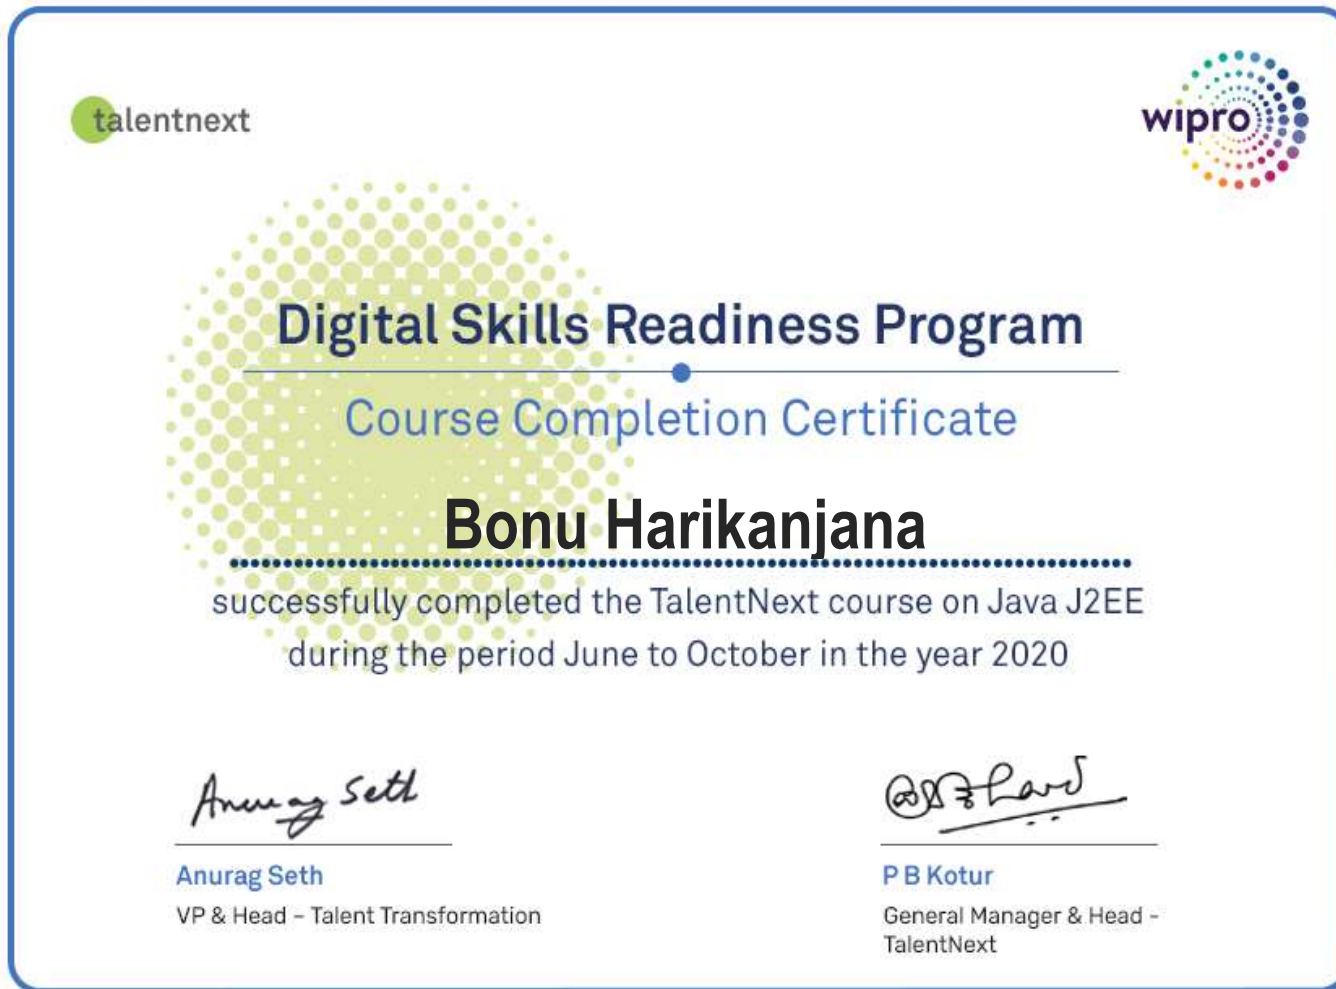 talentnext
wipro
Digital Skills Readiness Program
Course Completion Certificate
Bonu Harikanjana
successfully completed the TalentNext course on Java J2EE
during the period June to October in the year 2020
Anurag Seth
Anurag Seth
P B Kotur
VP & Head – Talent Transformation
General Manager & Head -
TalentNext